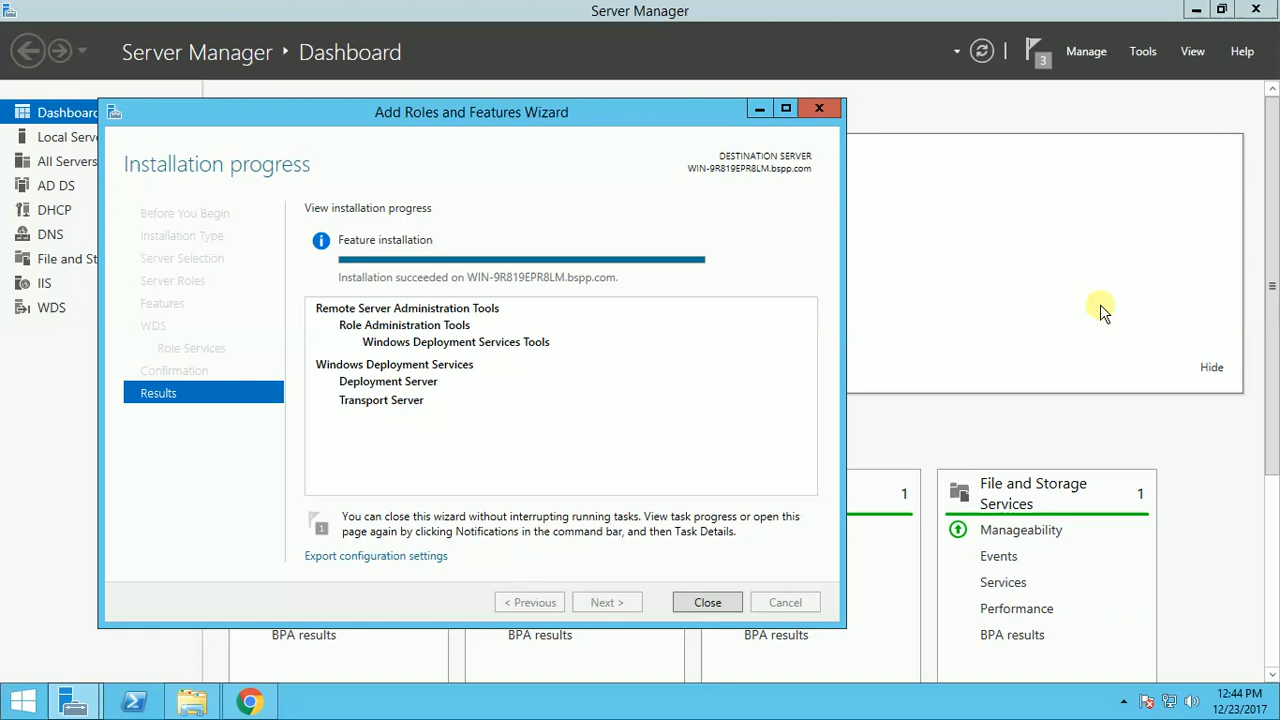 Server Manager
Server Manager ‣ Dashboard
3
Manage
Tools
View
Help
Dashboard
Local Serve
All Servers
AD DS
DHCP
DNS
File and St
IIS
WDS
Add Roles and Features Wizard
Installation progress
DESTINATION SERVER
WIN-9R819EPR8LM.bspp.com
Before You Begin
Installation Type
Server Selection
Server Roles
Features
WDS
Role Services
Confirmation
Results
View installation progress
Feature installation
Installation succeeded on WIN-9R819EPR8LM.bspp.com.
Remote Server Administration Tools
Role Administration Tools
Windows Deployment Services Tools
Windows Deployment Services
Deployment Server
Transport Server
1
You can close this wizard without interrupting running tasks. View task progress or open this
page again by clicking Notifications in the command bar, and then Task Details.
Export configuration settings
< Previous
Next >
Close
Cancel
Hide
1
File and Storage
Services
1
Manageability
Events
Services
Performance
BPA results
BPA results
BPA results
BPA results
12:44 PM
12/23/2017